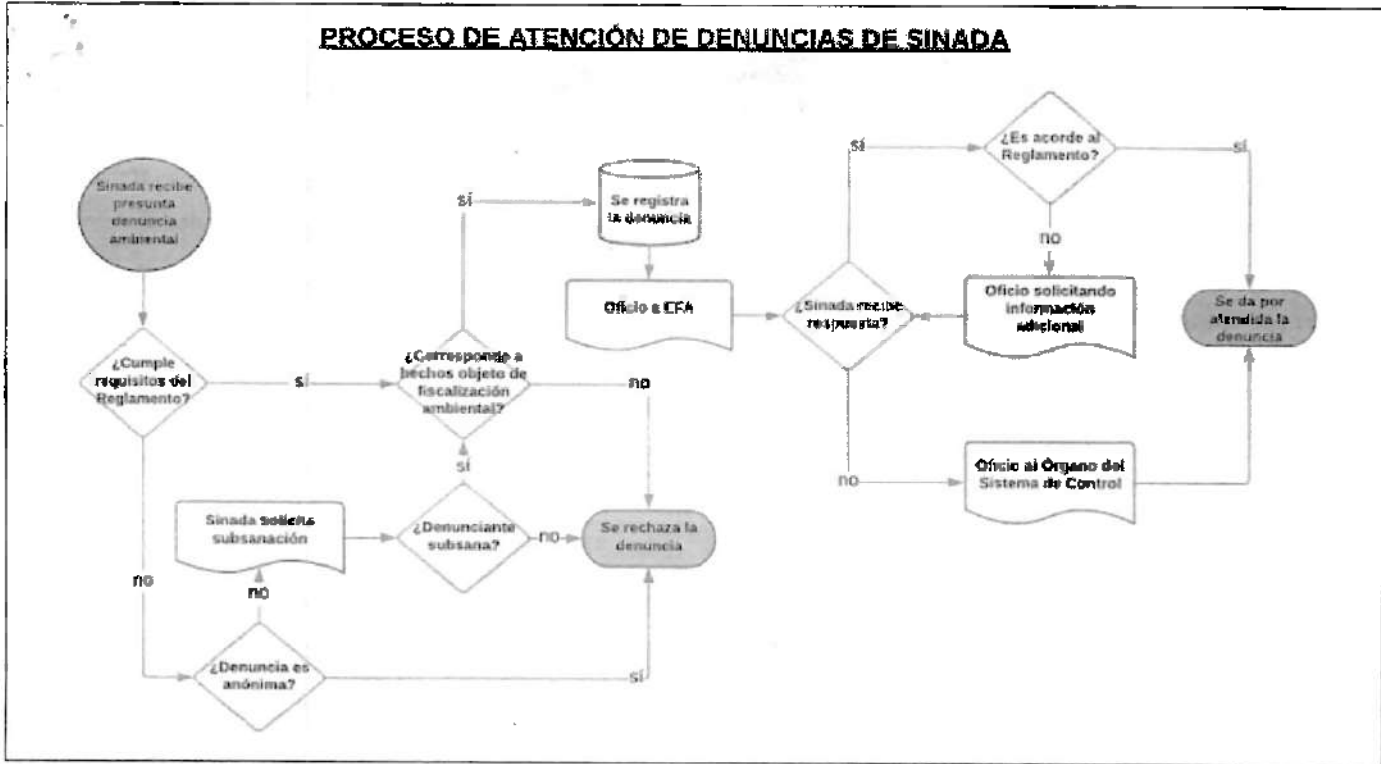 PROCESO DE ATENCIÓN DE DENUNCIAS DE SINADA
Sinada recibe
presunta
denuncia
ambiental
¿Cumple
requisitos del
Reglamento?
sí
no
¿Denuncia es
anónima?
no
sí
Sinada solicita
subsanación
¿Denunciante
subsana?
sí
no
¿Corresponde a
hechos objeto de
fiscalización
ambiental?
sí
no
Se rechaza la
denuncia
Se registra
la denuncia
Oficio a EFA
¿Sinada recibe
respuesta?
sí
no
¿Es acorde al
Reglamento?
sí
no
Oficio solicitando
información
adicional
Oficio al Órgano del
Sistema de Control
Se da por
atendida la
denuncia